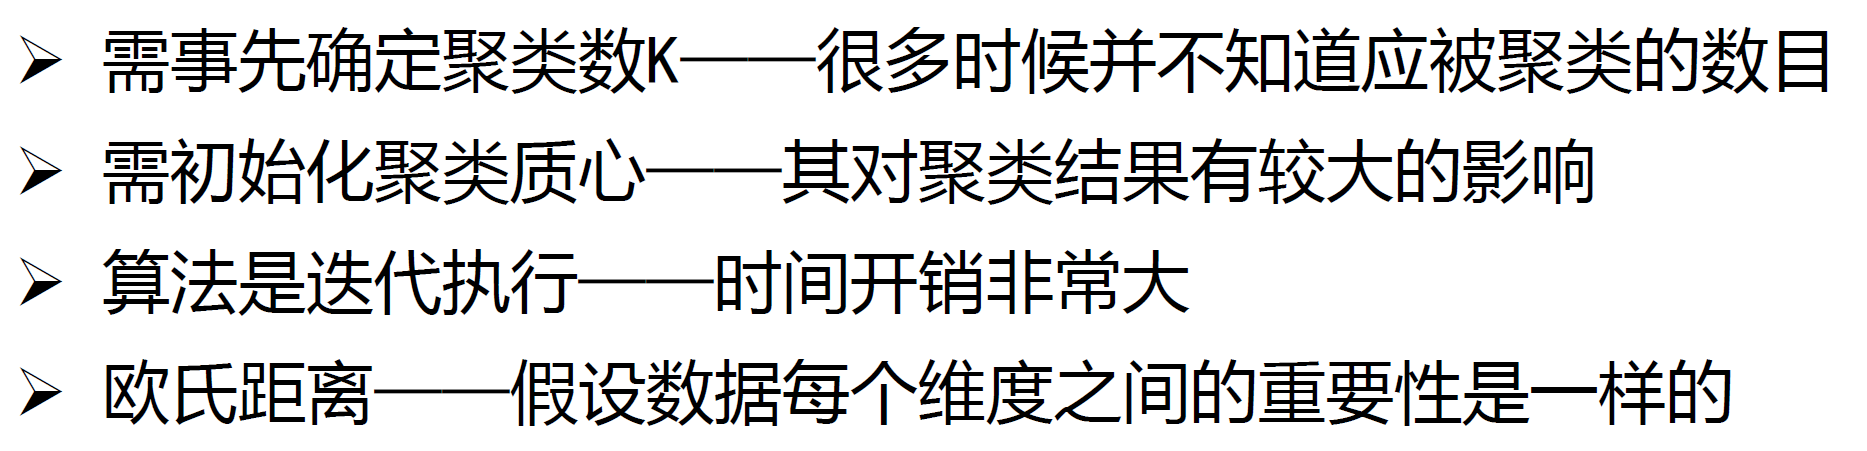 ➢ 需事先确定聚类数K——很多时候并不知道应被聚类的数目
➢ 需初始化聚类质心——其对聚类结果有较大的影响
➢ 算法是迭代执行——时间开销非常大
➢ 欧氏距离——假设数据每个维度之间的重要性是一样的